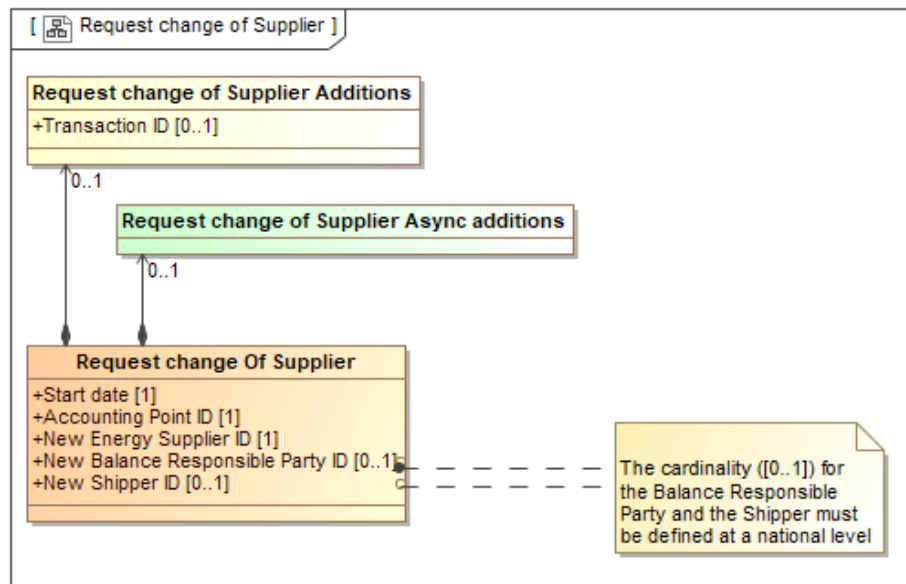 [ Request change of Supplier ]
Request change of Supplier Additions
+Transaction ID [0..1]
0..1
Request change of Supplier Async additions
0..1
Request change Of Supplier
+Start date [1]
+Accounting Point ID [1]
+New Energy Supplier ID [1]
+New Balance Responsible Party ID [0..1]
+New Shipper ID [0..1]
The cardinality ([0..1]) for
the Balance Responsible
Party and the Shipper must
be defined at a national level